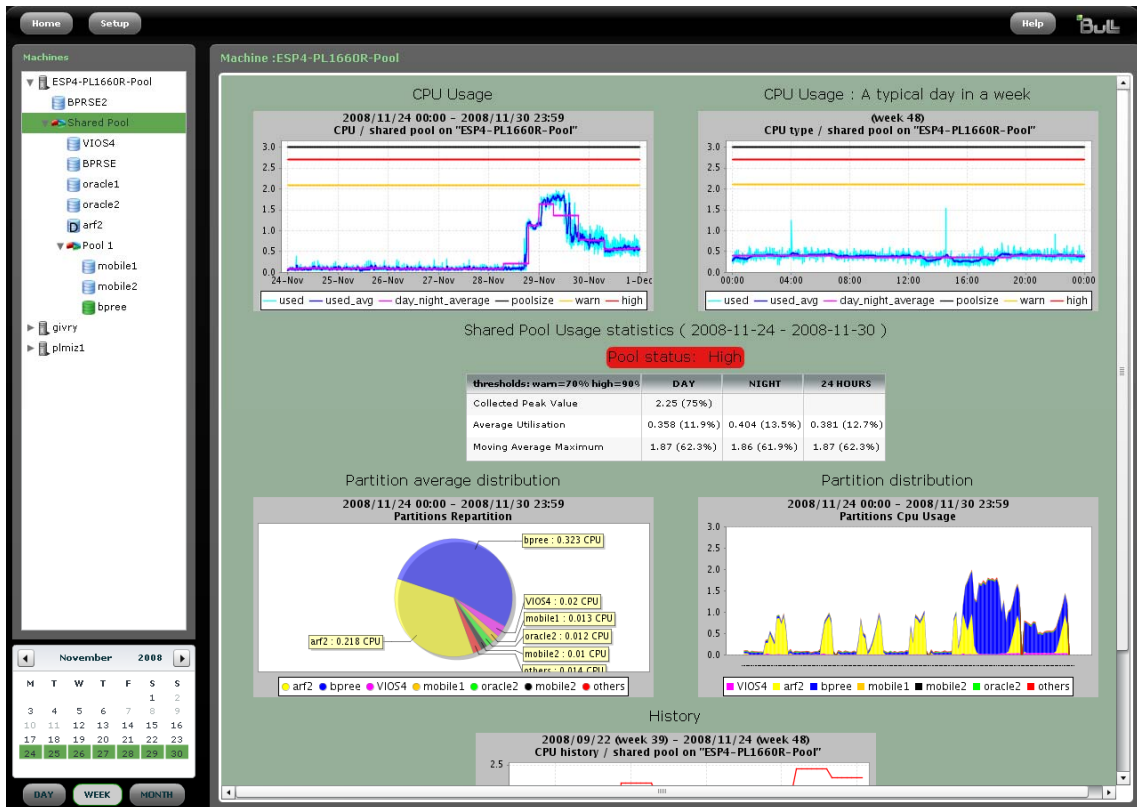 Home
Setup
Help
Bull
Machines
ESP4-PL1660R-Pool
BPRSE2
Shared Pool
VIOS4
BPRSE
oracle1
oracle2
D arf2
Pool 1
mobile1
mobile2
bpree
givry
plmiz1
November 2008
M T W T F S S
1 2
3 4 5 6 7 8 9
10 11 12 13 14 15 16
17 18 19 20 21 22 23
24 25 26 27 28 29 30
DAY WEEK MONTH
Machine :ESP4-PL1660R-Pool
CPU Usage
2008/11/24 00:00 - 2008/11/30 23:59
CPU / shared pool on "ESP4-PL1660R-Pool"
3.0
2.5
2.0
1.5
1.0
0.5
0.0
24-Nov 25-Nov 26-Nov 27-Nov 28-Nov 29-Nov 30-Nov 1-Dec
used used_avg day_night_average poolsize warn high
CPU Usage : A typical day in a week
(week 48)
CPU type / shared pool on "ESP4-PL1660R-Pool"
3.0
2.5
2.0
1.5
1.0
0.5
0.0
00:00 04:00 08:00 12:00 16:00 20:00 00:00
used used_avg day_night_average poolsize warn high
Shared Pool Usage statistics ( 2008-11-24 - 2008-11-30 )
Pool status: High
thresholds: warn=70% high=90% DAY NIGHT 24 HOURS
Collected Peak Value 2.25 (75%)
Average Utilisation 0.358 (11.9%) 0.404 (13.5%) 0.381 (12.7%)
Moving Average Maximum 1.87 (62.3%) 1.86 (61.9%) 1.87 (62.3%)
Partition average distribution
2008/11/24 00:00 - 2008/11/30 23:59
Partitions Repartition
bpree : 0.323 CPU
VIOS4 : 0.02 CPU
mobile1 : 0.013 CPU
oracle2 : 0.012 CPU
mobile2 : 0.01 CPU
others : 0.014 CPU
arf2 : 0.218 CPU
arf2 bpree VIOS4 mobile1 oracle2 mobile2 others
Partition distribution
2008/11/24 00:00 - 2008/11/30 23:59
Partitions Cpu Usage
3.0
2.5
2.0
1.5
1.0
0.5
0.0
VIOS4 arf2 bpree mobile1 mobile2 oracle2 others
History
2008/09/22 (week 39) - 2008/11/24 (week 48)
CPU history / shared pool on "ESP4-PL1660R-Pool"
2.5